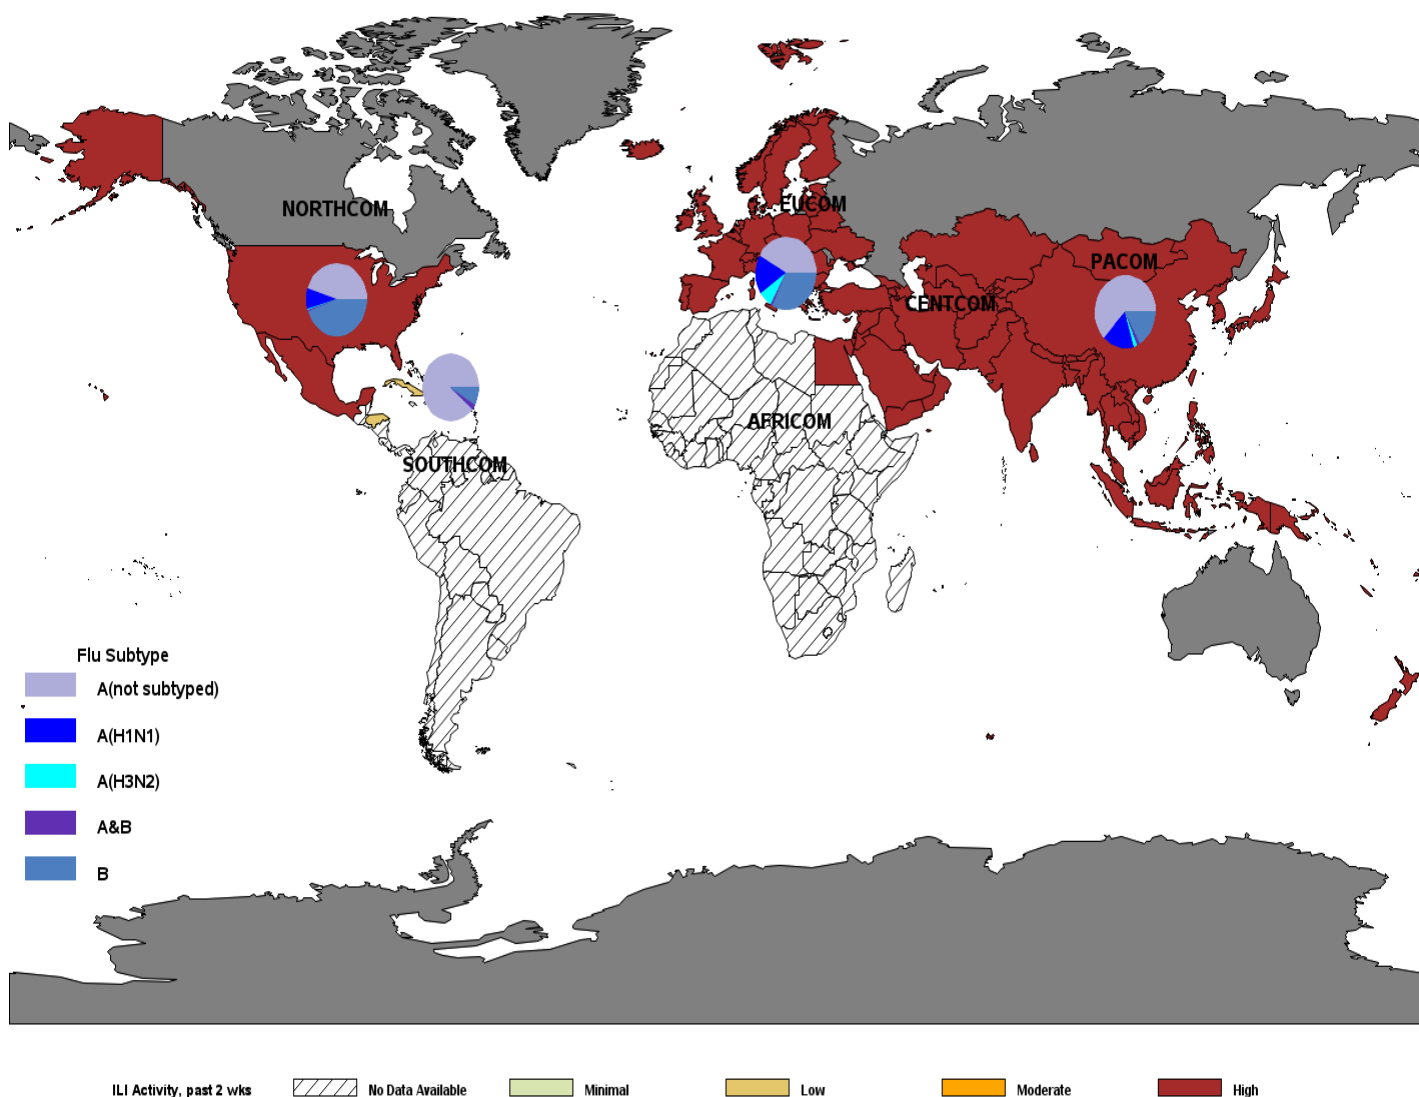 NORTHCOM
EUCOM
PACOM
CENTCOM
AFRICOM
SOUTHCOM
Flu Subtype
A(not subtyped)
A(H1N1)
A(H3N2)
A&B
B
ILI Activity, past 2 wks No Data Available Minimal Low Moderate High